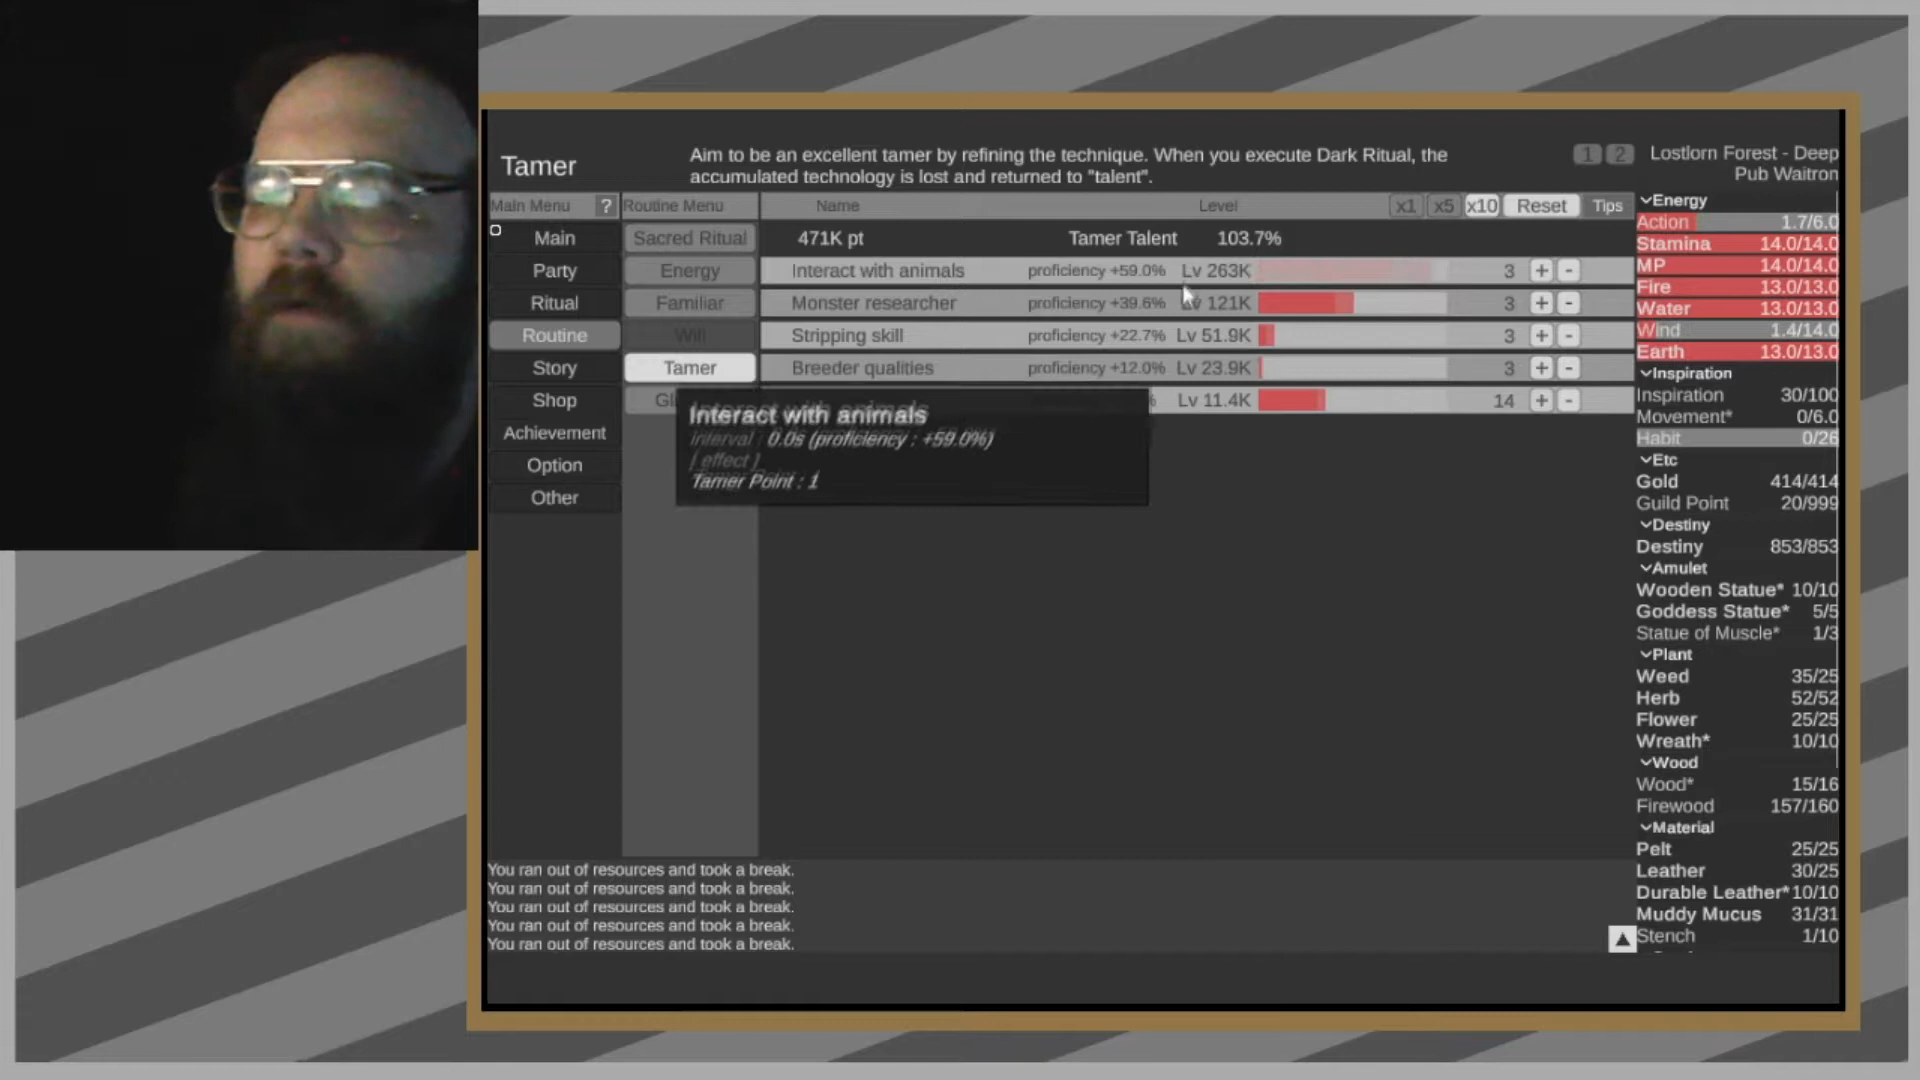 Tamer
Aim to be an excellent tamer by refining the technique. When you execute Dark Ritual, the
accumulated technology is lost and returned to "talent".
1 2
Lostlorn Forest - Deep
Pub Waitron
Main Menu ? Routine Menu Name Level x1 x5 x10 Reset Tips
Main
Party
Ritual
Routine
Story
Shop
Achievement
Option
Other
Sacred Ritual
Energy
Familiar
Will
Tamer
471K pt Tamer Talent 103.7%
Interact with animals proficiency +59.0% Lv 263K 3 + -
Monster researcher proficiency +39.6% Lv 121K 3 + -
Stripping skill proficiency +22.7% Lv 51.9K 3 + -
Breeder qualities proficiency +12.0% Lv 23.9K 3 + -
Lv 11.4K 14 + -
Interact with animals
Interval : 0.0s (proficiency : +59.0%)
[ effect ]
Tamer Point : 1
Energy
Action 1.7/6.0
Stamina 14.0/14.0
MP 14.0/14.0
Fire 13.0/13.0
Water 13.0/13.0
Wind 1.4/14.0
Earth 13.0/13.0
Inspiration
Inspiration 30/100
Movement* 0/6.0
Habit 0/26
Etc
Gold 414/414
Guild Point 20/999
Destiny
Destiny 853/853
Amulet
Wooden Statue* 10/10
Goddess Statue* 5/5
Statue of Muscle* 1/3
Plant
Weed 35/25
Herb 52/52
Flower 25/25
Wreath* 10/10
Wood
Wood* 15/16
Firewood 157/160
Material
Pelt 25/25
Leather 30/25
Durable Leather* 10/10
Muddy Mucus 31/31
Stench 1/10
You ran out of resources and took a break.
You ran out of resources and took a break.
You ran out of resources and took a break.
You ran out of resources and took a break.
You ran out of resources and took a break.